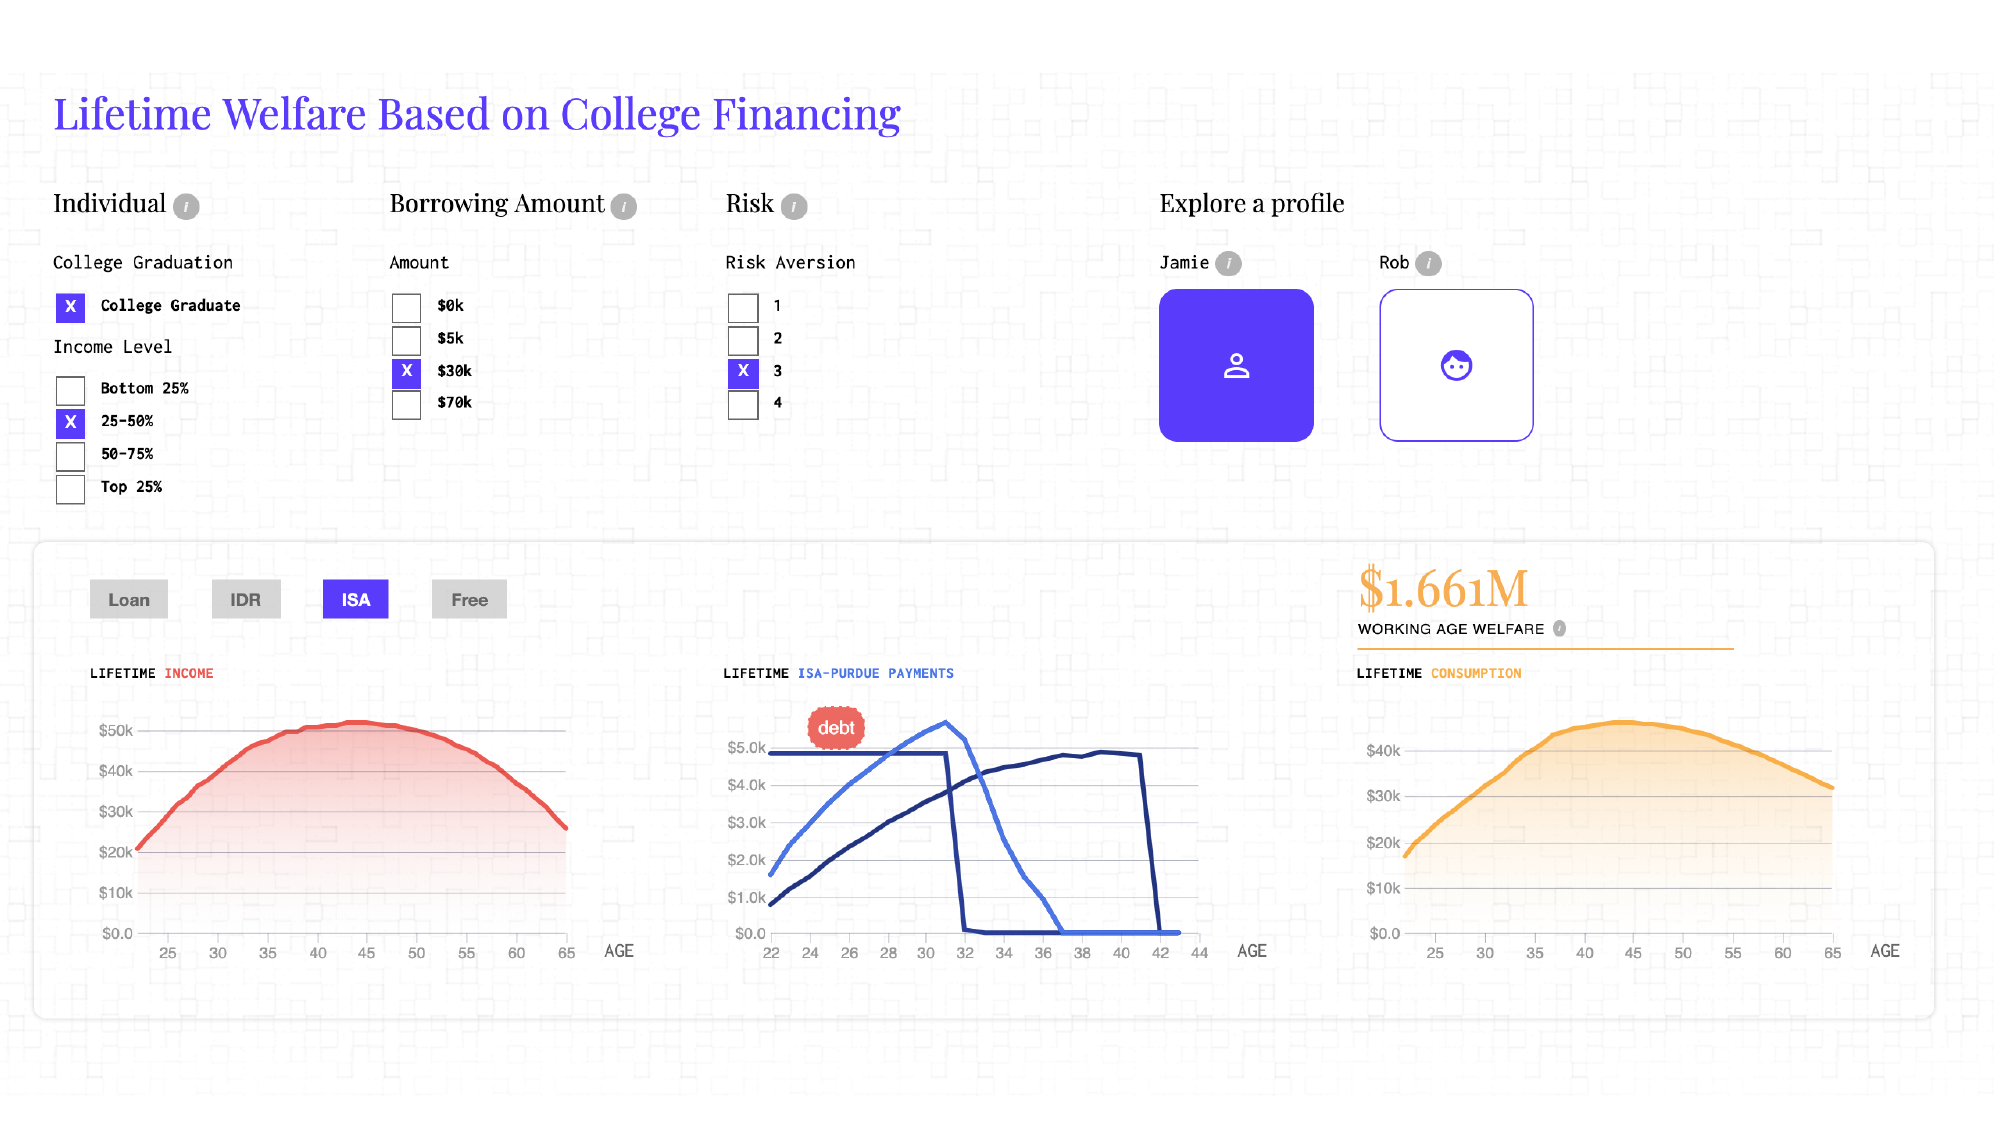 Lifetime Welfare Based on College Financing
Individual i
College Graduation
X College Graduate
Income Level
Bottom 25%
X 25-50%
50-75%
Top 25%
Borrowing Amount i
Amount
$0k
$5k
X $30k
$70k
Risk i
Risk Aversion
1
2
X 3
4
Explore a profile
Jamie i
Rob i
Loan IDR ISA Free
$1.661M
WORKING AGE WELFARE i
LIFETIME INCOME
$50k
$40k
$30k
$20k
$10k
$0.0
25 30 35 40 45 50 55 60 65 AGE
LIFETIME ISA-PURDUE PAYMENTS
debt
$5.0k
$4.0k
$3.0k
$2.0k
$1.0k
$0.0
22 24 26 28 30 32 34 36 38 40 42 44 AGE
LIFETIME CONSUMPTION
$40k
$30k
$20k
$10k
$0.0
25 30 35 40 45 50 55 60 65 AGE